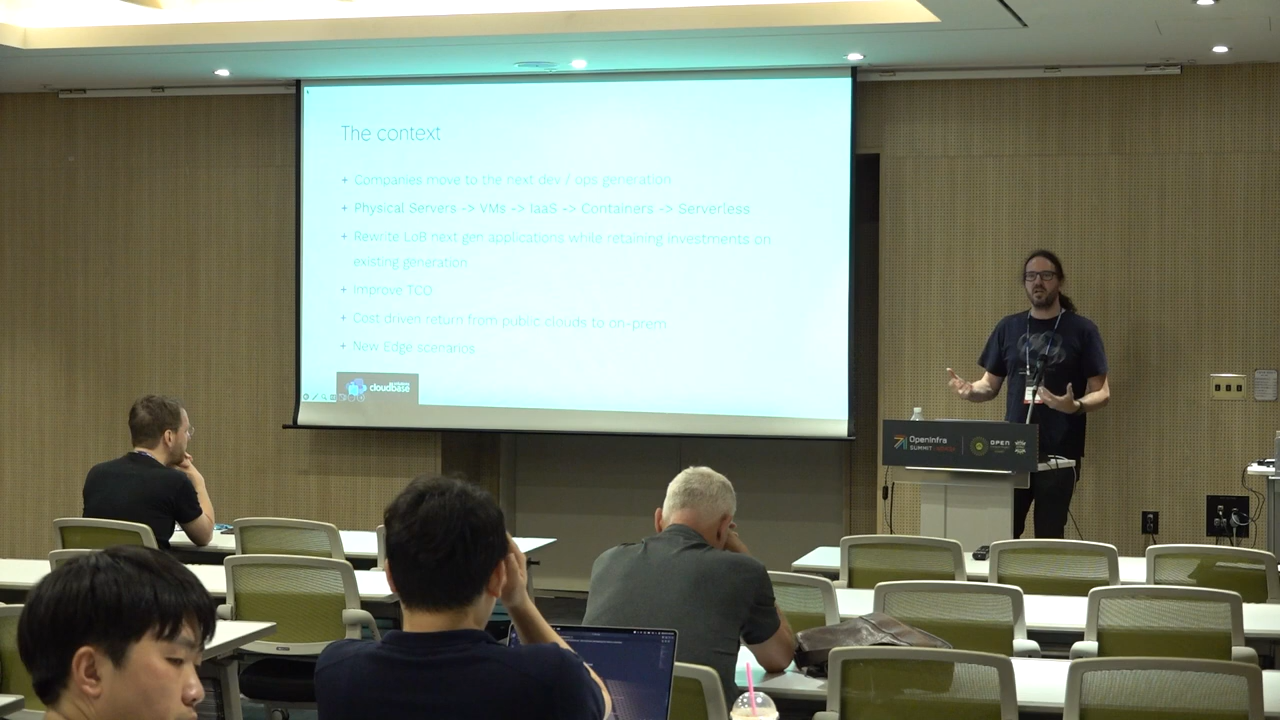 The context
+ Companies move to the next dev / ops generation
+ Physical Servers -> VMs -> IaaS -> Containers -> Serverless
+ Rewrite LoB next gen applications while retaining investments on
existing generation
+ Improve TCO
+ Cost driven return from public clouds to on-prem
+ New Edge scenarios
cloudbase
solutions
OpenInfra
SUMMIT
OPEN